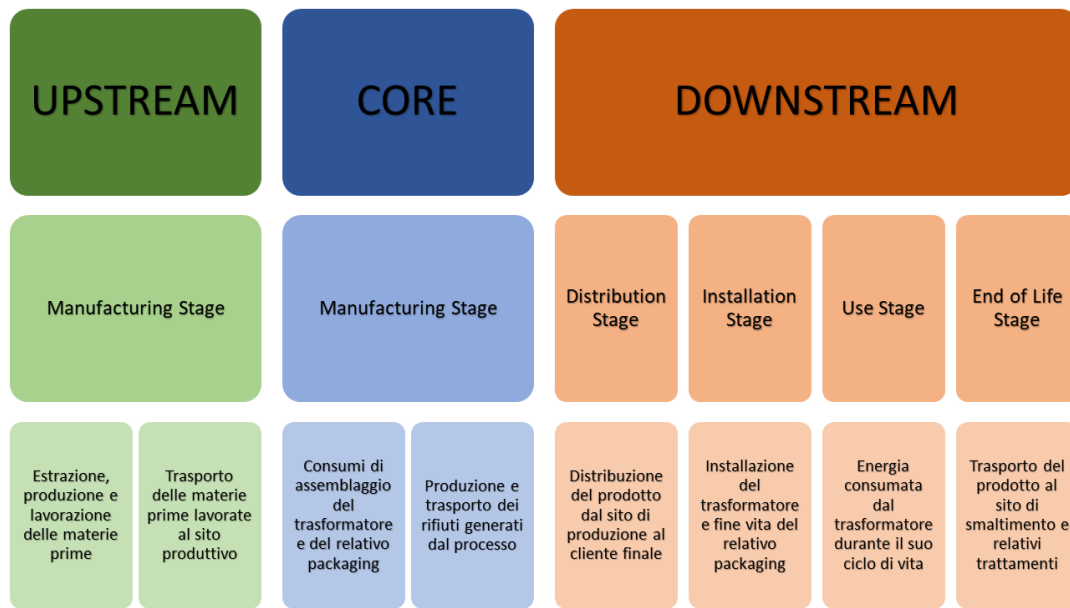 UPSTREAM
CORE
DOWNSTREAM
Manufacturing Stage
Manufacturing Stage
Distribution
Stage
Installation
Stage
Use Stage
End of Life
Stage
Estrazione,
produzione e
lavorazione
delle materie
prime
Trasporto
delle materie
prime lavorate
al sito
produttivo
Consumi di
assemblaggio
del
trasformatore
e del relativo
packaging
Produzione e
trasporto dei
rifiuti generati
dal processo
Distribuzione
del prodotto
dal sito di
produzione al
cliente finale
Installazione
del
trasformatore
e fine vita del
relativo
packaging
Energia
consumata
dal
trasformatore
durante il suo
ciclo di vita
Trasporto del
prodotto al
sito di
smaltimento e
relativi
trattamenti